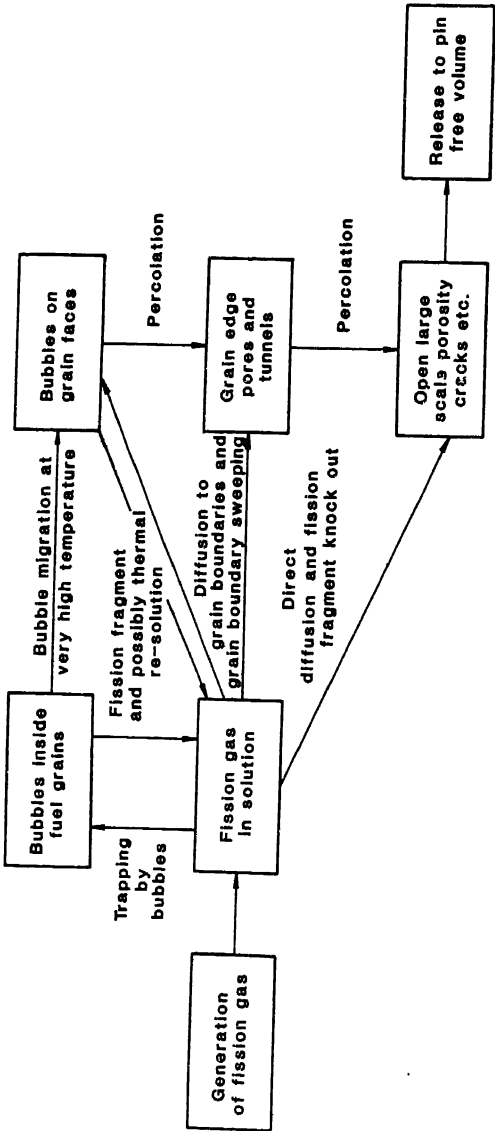 Generation
of fission gas
Trapping
by
bubbles
Bubbles inside
fuel grains
Fission gas
in solution
Bubble migration at
very high temperature
Fission fragment
and possibly thermal
re-solution
Diffusion to
grain boundaries and
grain boundary sweeping
Direct
diffusion and fission
fragment knock out
Bubbles on
grain faces
Percolation
Grain edge
pores and
tunnels
Percolation
Open large
scale porosity
cracks etc.
Release to pin
free volume